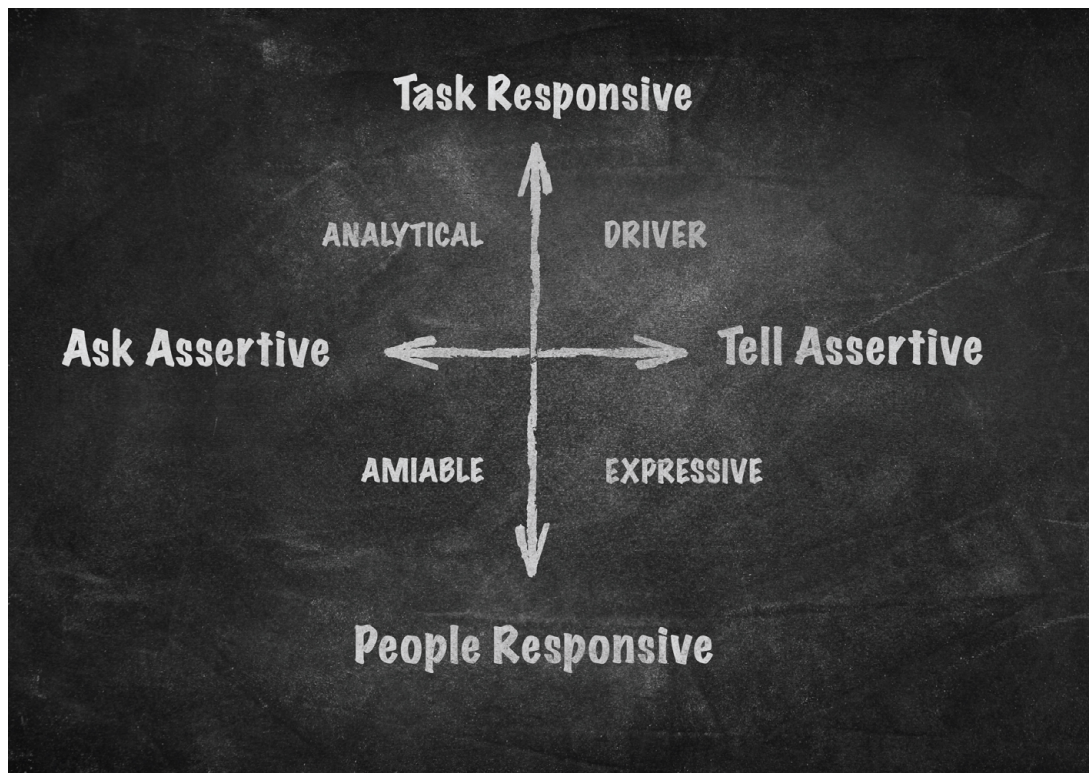 Task Responsive
ANALYTICAL DRIVER
Ask Assertive Tell Assertive
AMIABLE EXPRESSIVE
People Responsive